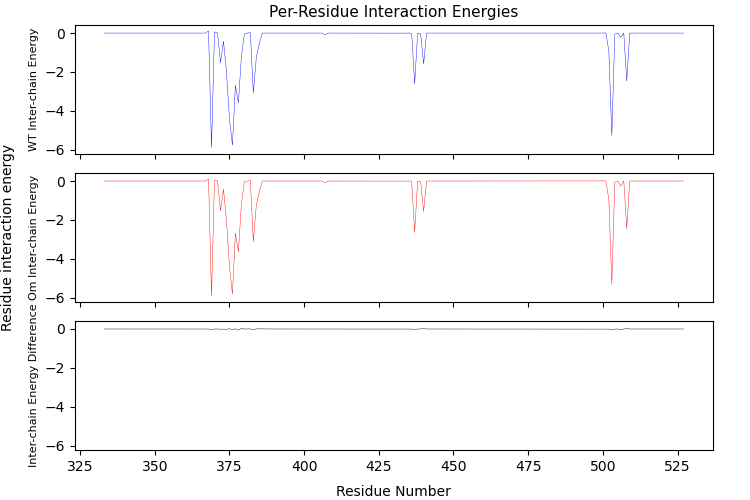 Per-Residue Interaction Energies
Residue interaction energy
WT Inter-chain Energy
0
−2
−4
−6
Om Inter-chain Energy
0
−2
−4
−6
Inter-chain Energy Difference
0
−2
−4
−6
325 350 375 400 425 450 475 500 525
Residue Number